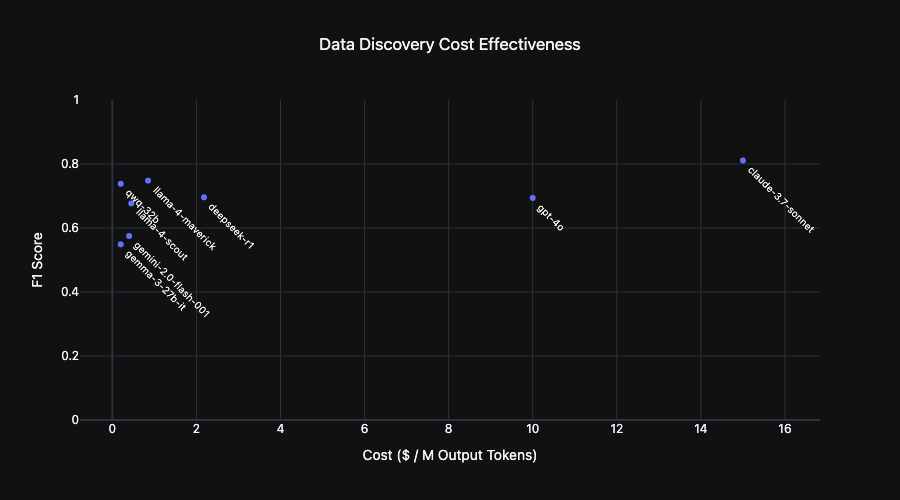 Data Discovery Cost Effectiveness
1
0.8
0.6
0.4
0.2
0
F1 Score
qwq-32b
llama-4-maverick
llama-4-scout
deepseek-r1
gemini-2.0-flash-001
gemma-3-27b-it
gpt-4o
claude-3.7-sonnet
0 2 4 6 8 10 12 14 16
Cost ($ / M Output Tokens)